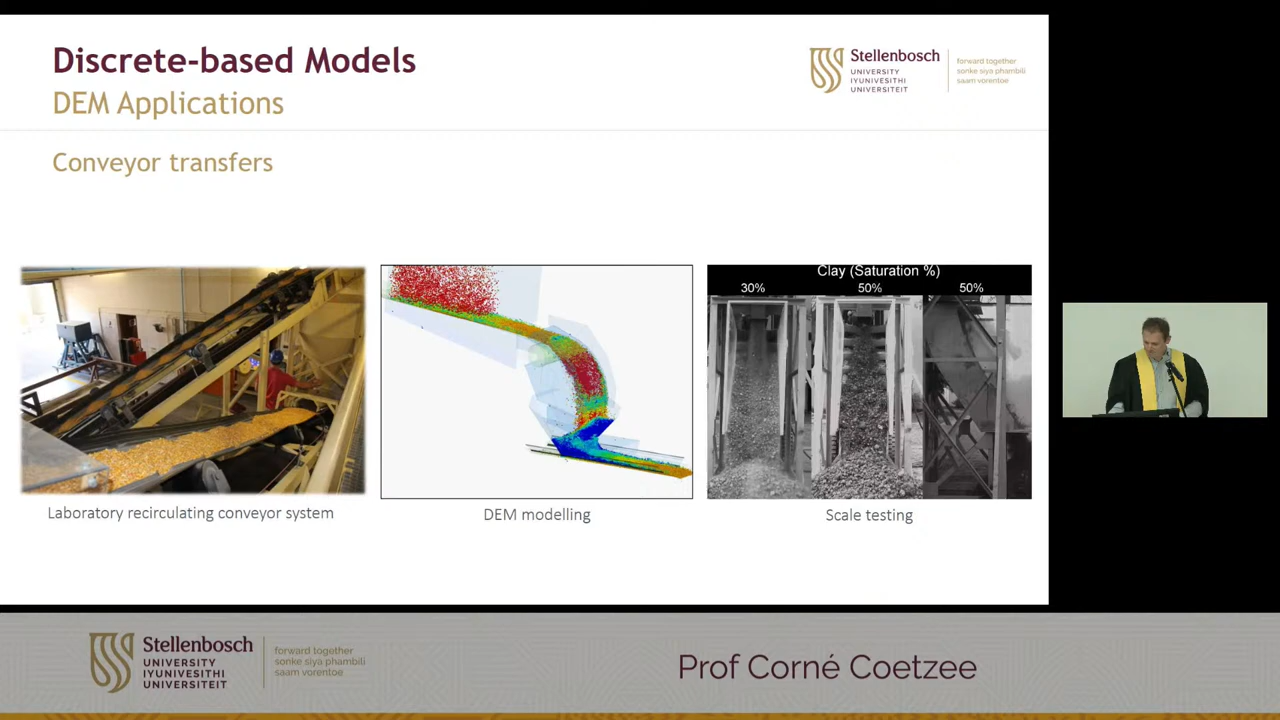 Discrete-based Models
DEM Applications
Stellenbosch
UNIVERSITY
IYUNIVESITHI
UNIVERSITEIT
forward together
sonke siya phambili
saam vorentoe
Conveyor transfers
Clay (Saturation %)
30%
50%
50%
Laboratory recirculating conveyor system
DEM modelling
Scale testing
Stellenbosch
UNIVERSITY
IYUNIVESITHI
UNIVERSITEIT
forward together
sonke siya phambili
saam vorentoe
Prof Corné Coetzee